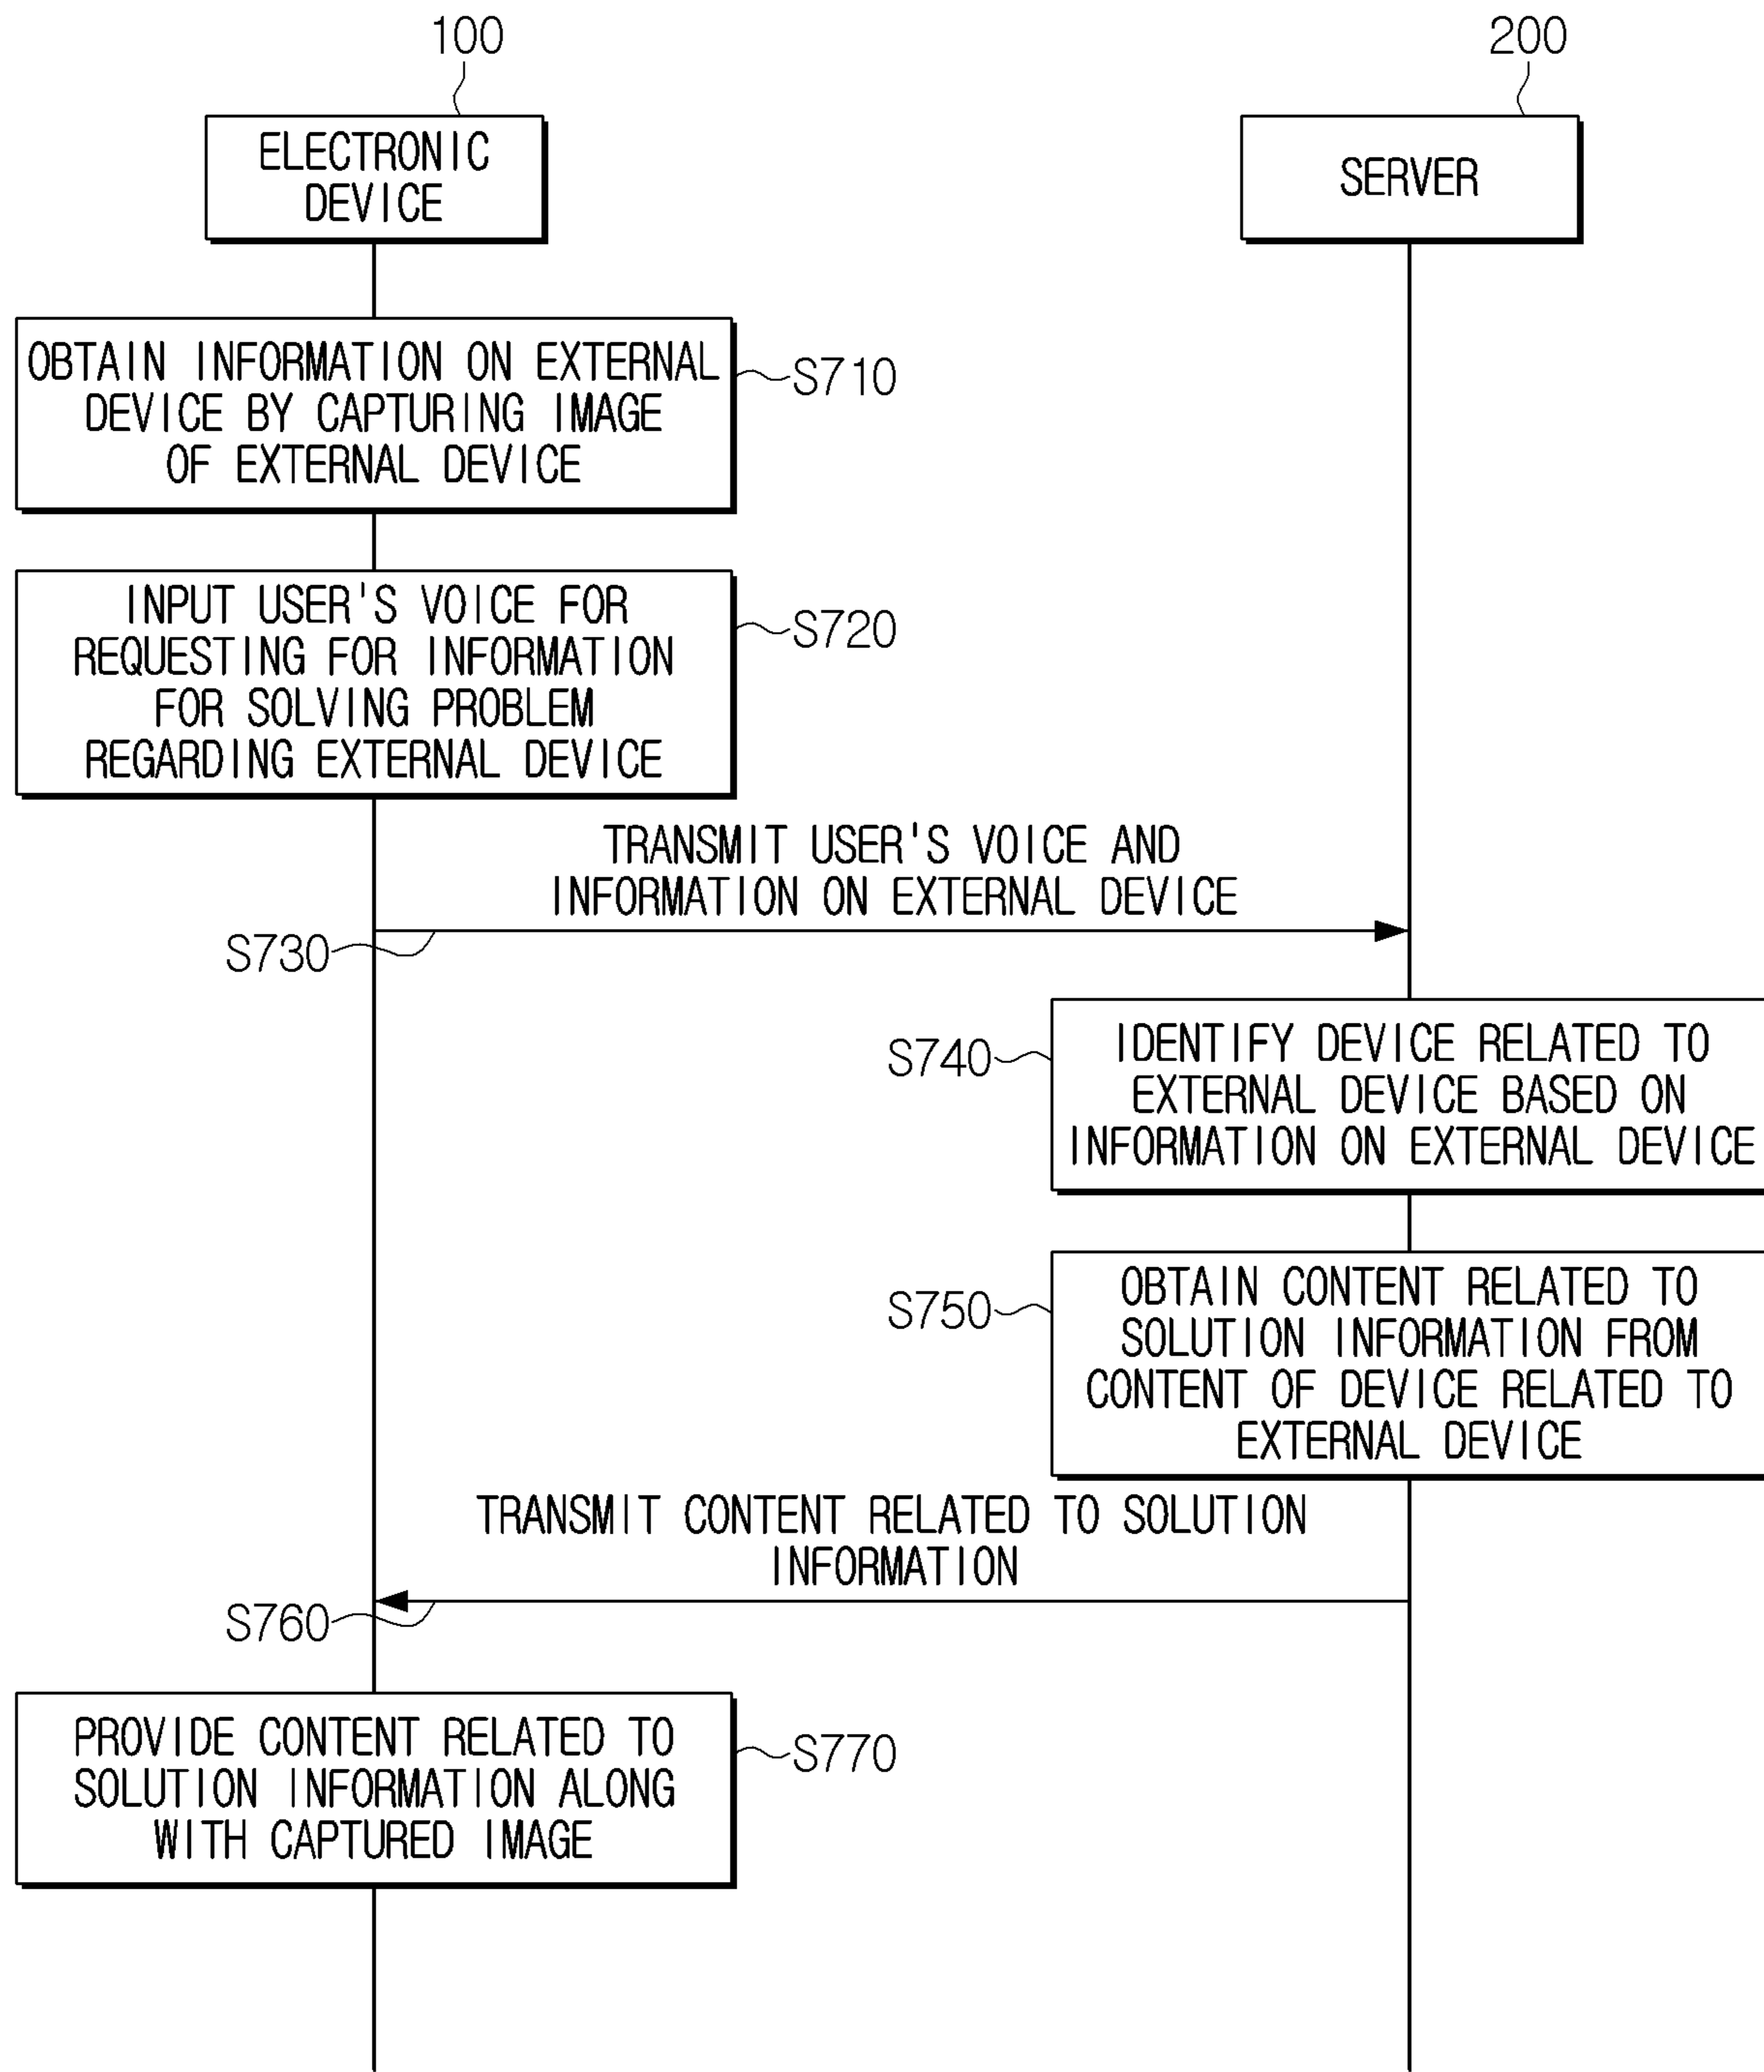 100
200
ELECTRONIC
DEVICE
SERVER
OBTAIN INFORMATION ON EXTERNAL
DEVICE BY CAPTURING IMAGE
OF EXTERNAL DEVICE
S710
INPUT USER'S VOICE FOR
REQUESTING FOR INFORMATION
FOR SOLVING PROBLEM
REGARDING EXTERNAL DEVICE
S720
TRANSMIT USER'S VOICE AND
INFORMATION ON EXTERNAL DEVICE
S730
S740
IDENTIFY DEVICE RELATED TO
EXTERNAL DEVICE BASED ON
INFORMATION ON EXTERNAL DEVICE
S750
OBTAIN CONTENT RELATED TO
SOLUTION INFORMATION FROM
CONTENT OF DEVICE RELATED TO
EXTERNAL DEVICE
TRANSMIT CONTENT RELATED TO SOLUTION
INFORMATION
S760
PROVIDE CONTENT RELATED TO
SOLUTION INFORMATION ALONG
WITH CAPTURED IMAGE
S770